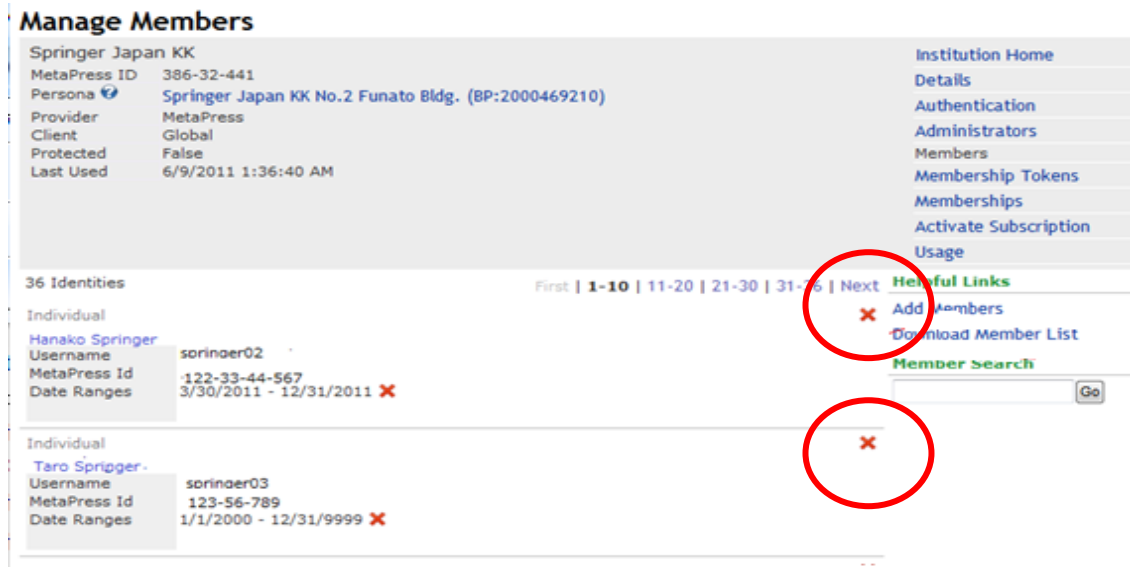 Manage Members
Springer Japan KK
MetaPress ID 386-32-441
Persona Springer Japan KK No.2 Funato Bldg. (BP:2000469210)
Provider MetaPress
Client Global
Protected False
Last Used 6/9/2011 1:36:40 AM
Institution Home
Details
Authentication
Administrators
Members
Membership Tokens
Memberships
Activate Subscription
Usage
36 Identities First | 1-10 | 11-20 | 21-30 | 31-36 | Next
Individual
Hanako Springer
Username springer02
MetaPress Id 122-33-44-567
Date Ranges 3/30/2011 - 12/31/2011
Individual
Taro Springer
Username springer03
MetaPress Id 123-56-789
Date Ranges 1/1/2000 - 12/31/9999
Helpful Links
Add Members
Download Member List
Member Search
Go